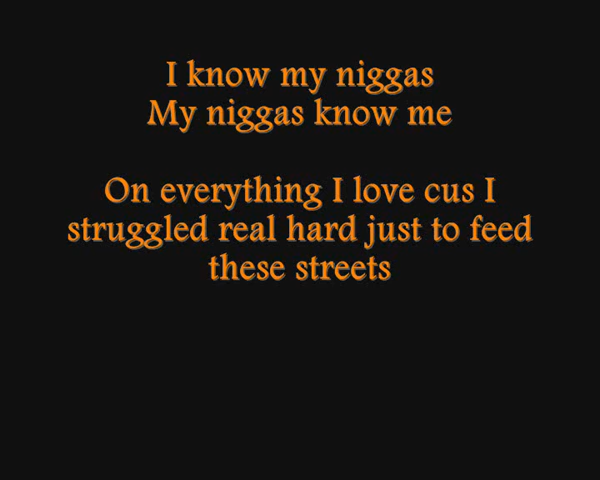 I know my niggas
My niggas know me
On everything I love cus I
struggled real hard just to feed
these streets